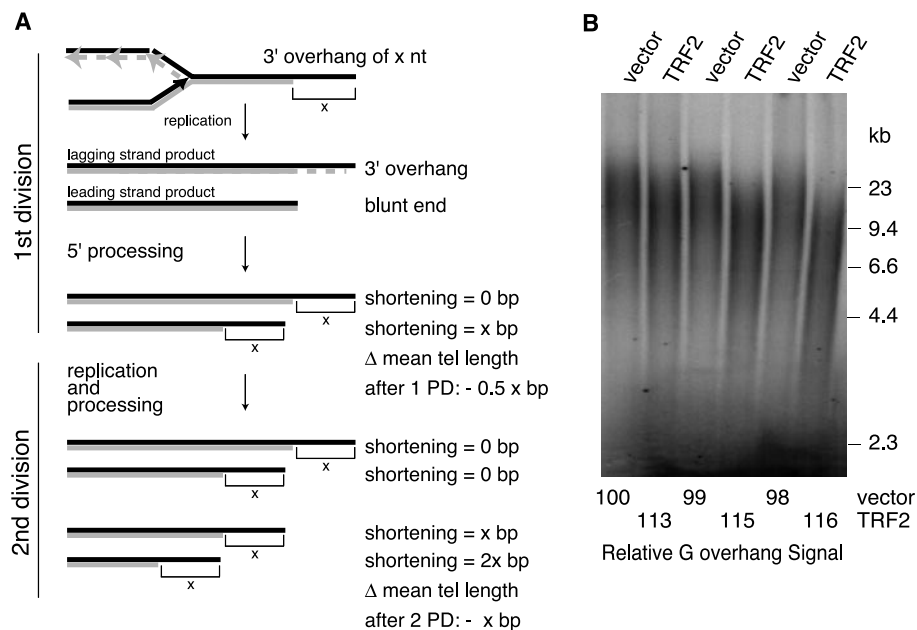 A
1st division
3' overhang of x nt
x
replication
lagging strand product
3' overhang
leading strand product
blunt end
5' processing
shortening = 0 bp
x
shortening = x bp
x
Δ mean tel length
after 1 PD: - 0.5 x bp
2nd division
replication
and
processing
shortening = 0 bp
x
shortening = 0 bp
x
shortening = x bp
x
shortening = 2x bp
x
Δ mean tel length
after 2 PD: - x bp
B
vector TRF2 vector TRF2 vector TRF2
kb
23
9.4
6.6
4.4
2.3
100 99 98 vector
113 115 116 TRF2
Relative G overhang Signal